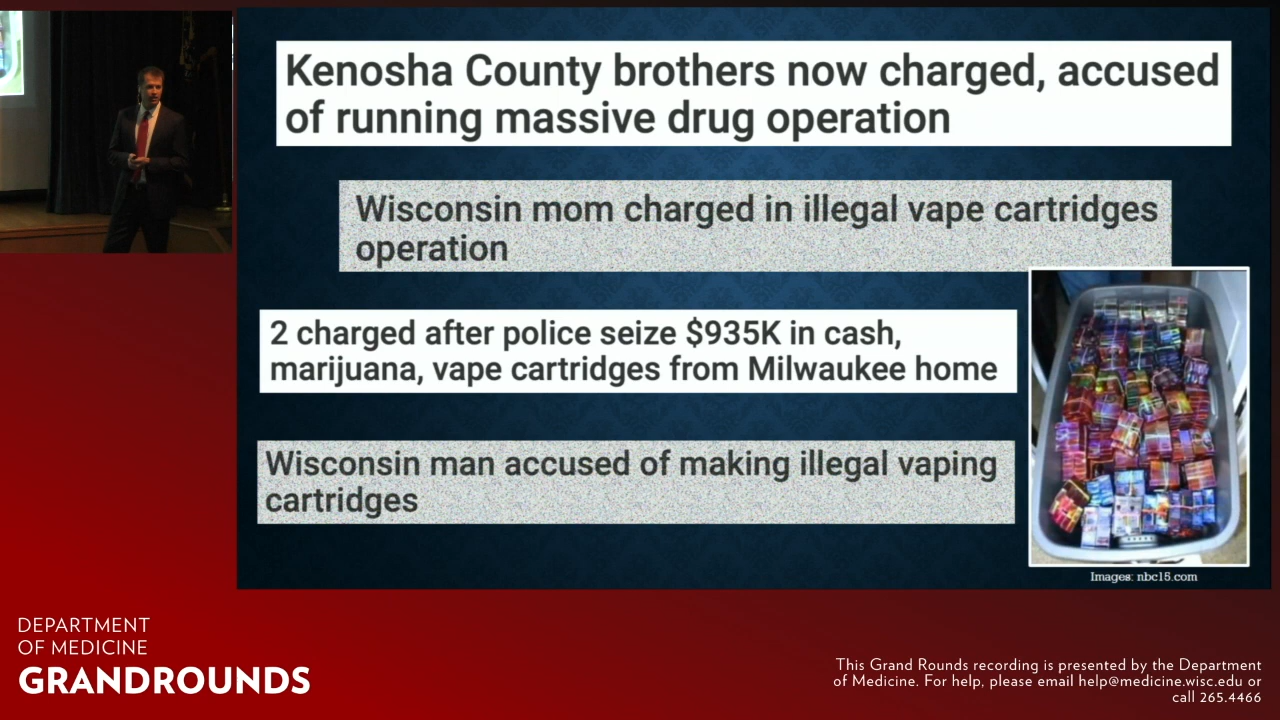 Kenosha County brothers now charged, accused
of running massive drug operation
Wisconsin mom charged in illegal vape cartridges
operation
2 charged after police seize $935K in cash,
marijuana, vape cartridges from Milwaukee home
Wisconsin man accused of making illegal vaping
cartridges
Images: nbc15.com
DEPARTMENT
OF MEDICINE
GRANDROUNDS
This Grand Rounds recording is presented by the Department
of Medicine. For help, please email help@medicine.wisc.edu or
call 265.4466